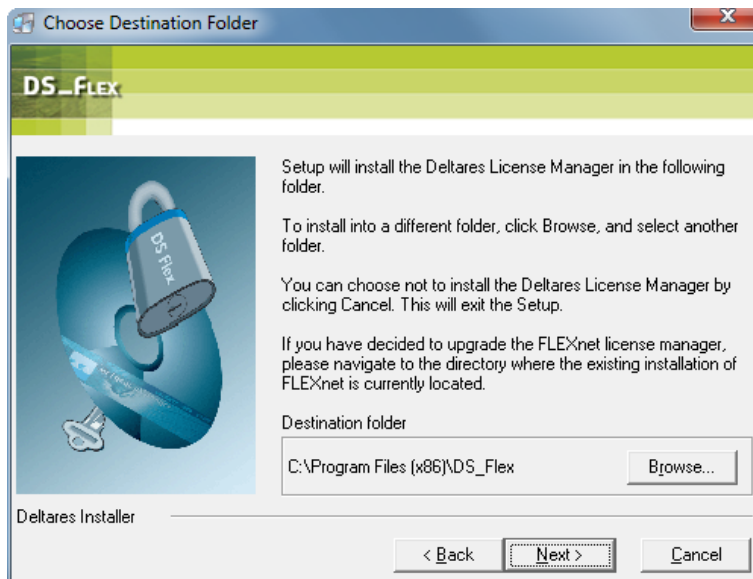 Choose Destination Folder
DS_FLEX
Setup will install the Deltares License Manager in the following
folder.
To install into a different folder, click Browse, and select another
folder.
You can choose not to install the Deltares License Manager by
clicking Cancel. This will exit the Setup.
If you have decided to upgrade the FLEXnet license manager,
please navigate to the directory where the existing installation of
FLEXnet is currently located.
DS Flex
Destination folder
C:\Program Files (x86)\DS_Flex
Browse...
Deltares Installer
< Back
Next >
Cancel